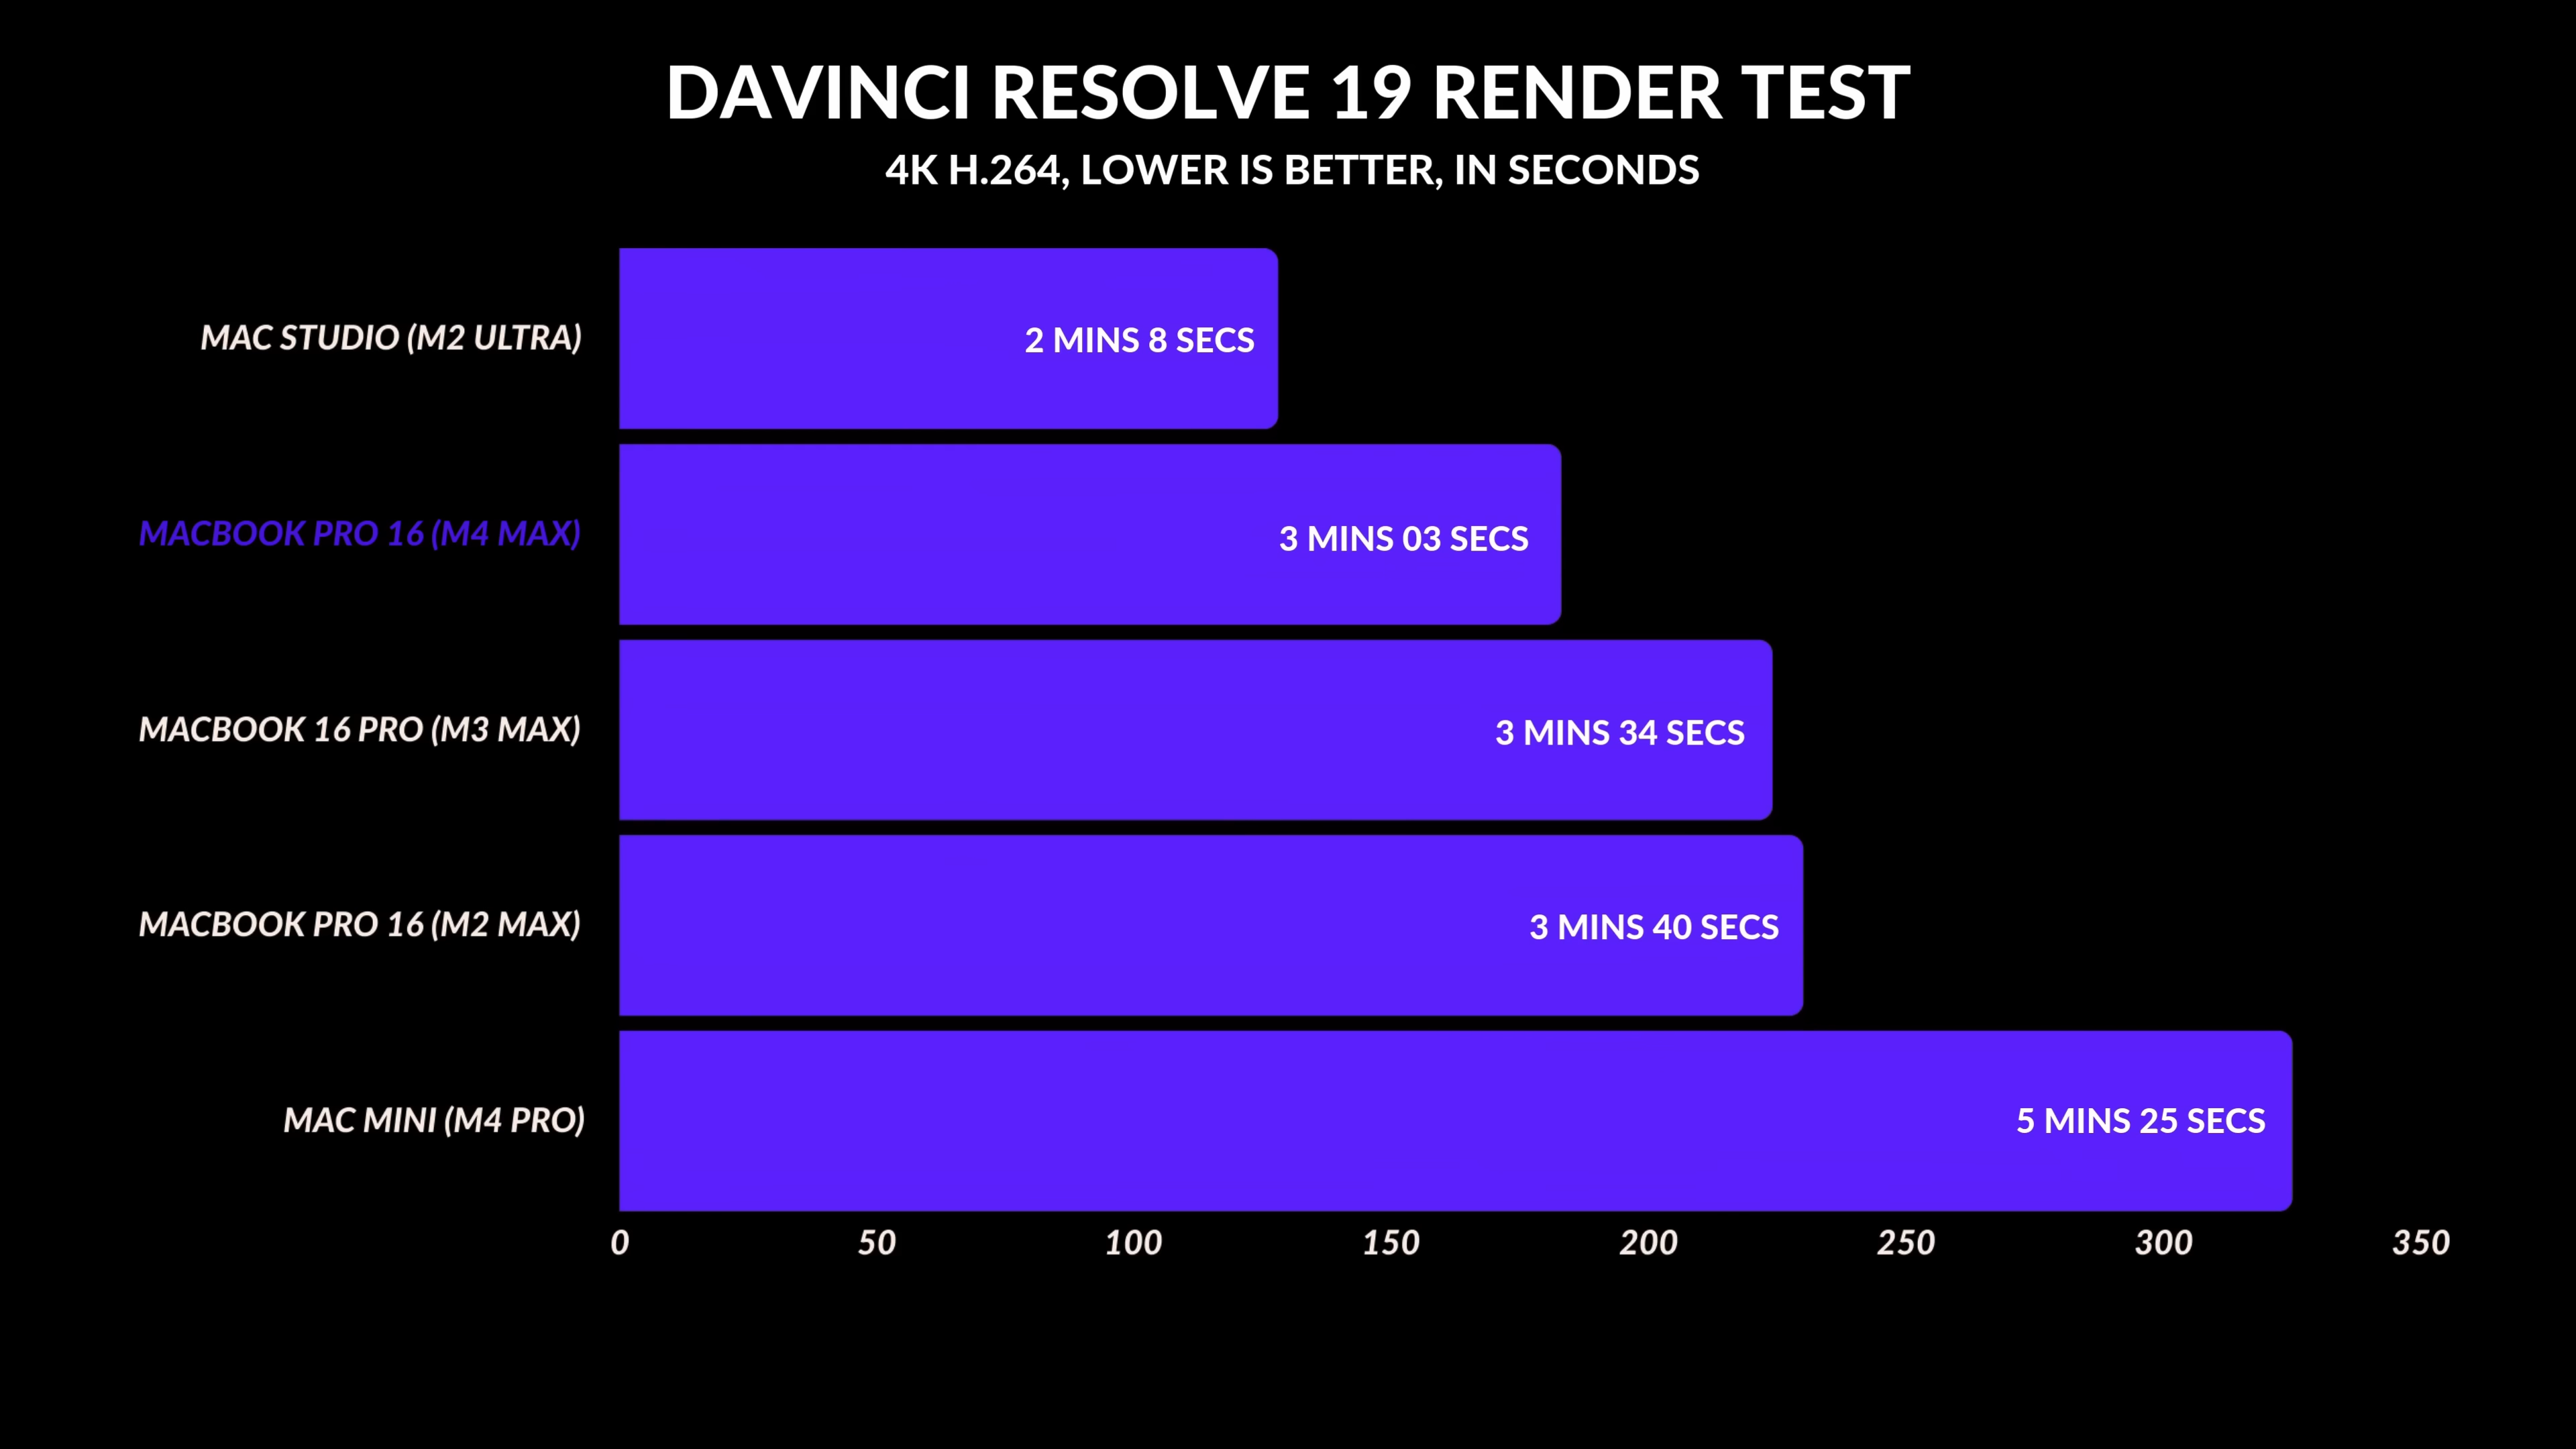 DAVINCI RESOLVE 19 RENDER TEST
4K H.264, LOWER IS BETTER, IN SECONDS
MAC STUDIO (M2 ULTRA)
2 MINS 8 SECS
MACBOOK PRO 16 (M4 MAX)
3 MINS 03 SECS
MACBOOK 16 PRO (M3 MAX)
3 MINS 34 SECS
MACBOOK PRO 16 (M2 MAX)
3 MINS 40 SECS
MAC MINI (M4 PRO)
5 MINS 25 SECS
0 50 100 150 200 250 300 350